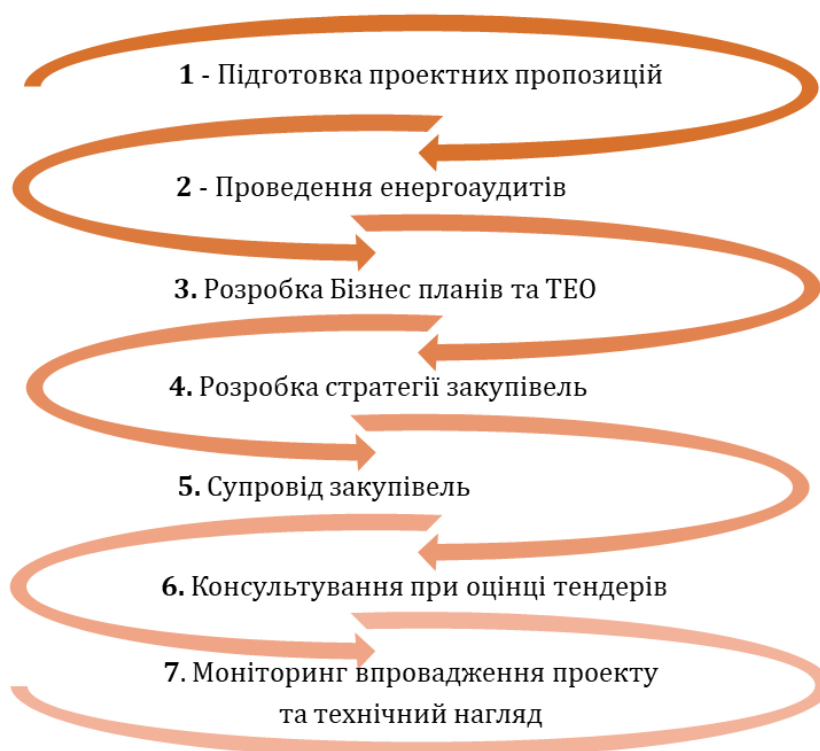 1 - Підготовка проектних пропозицій
2 - Проведення енергоаудитів
3. Розробка Бізнес планів та ТЕО
4. Розробка стратегії закупівель
5. Супровід закупівель
6. Консультування при оцінці тендерів
7. Моніторинг впровадження проекту
та технічний нагляд